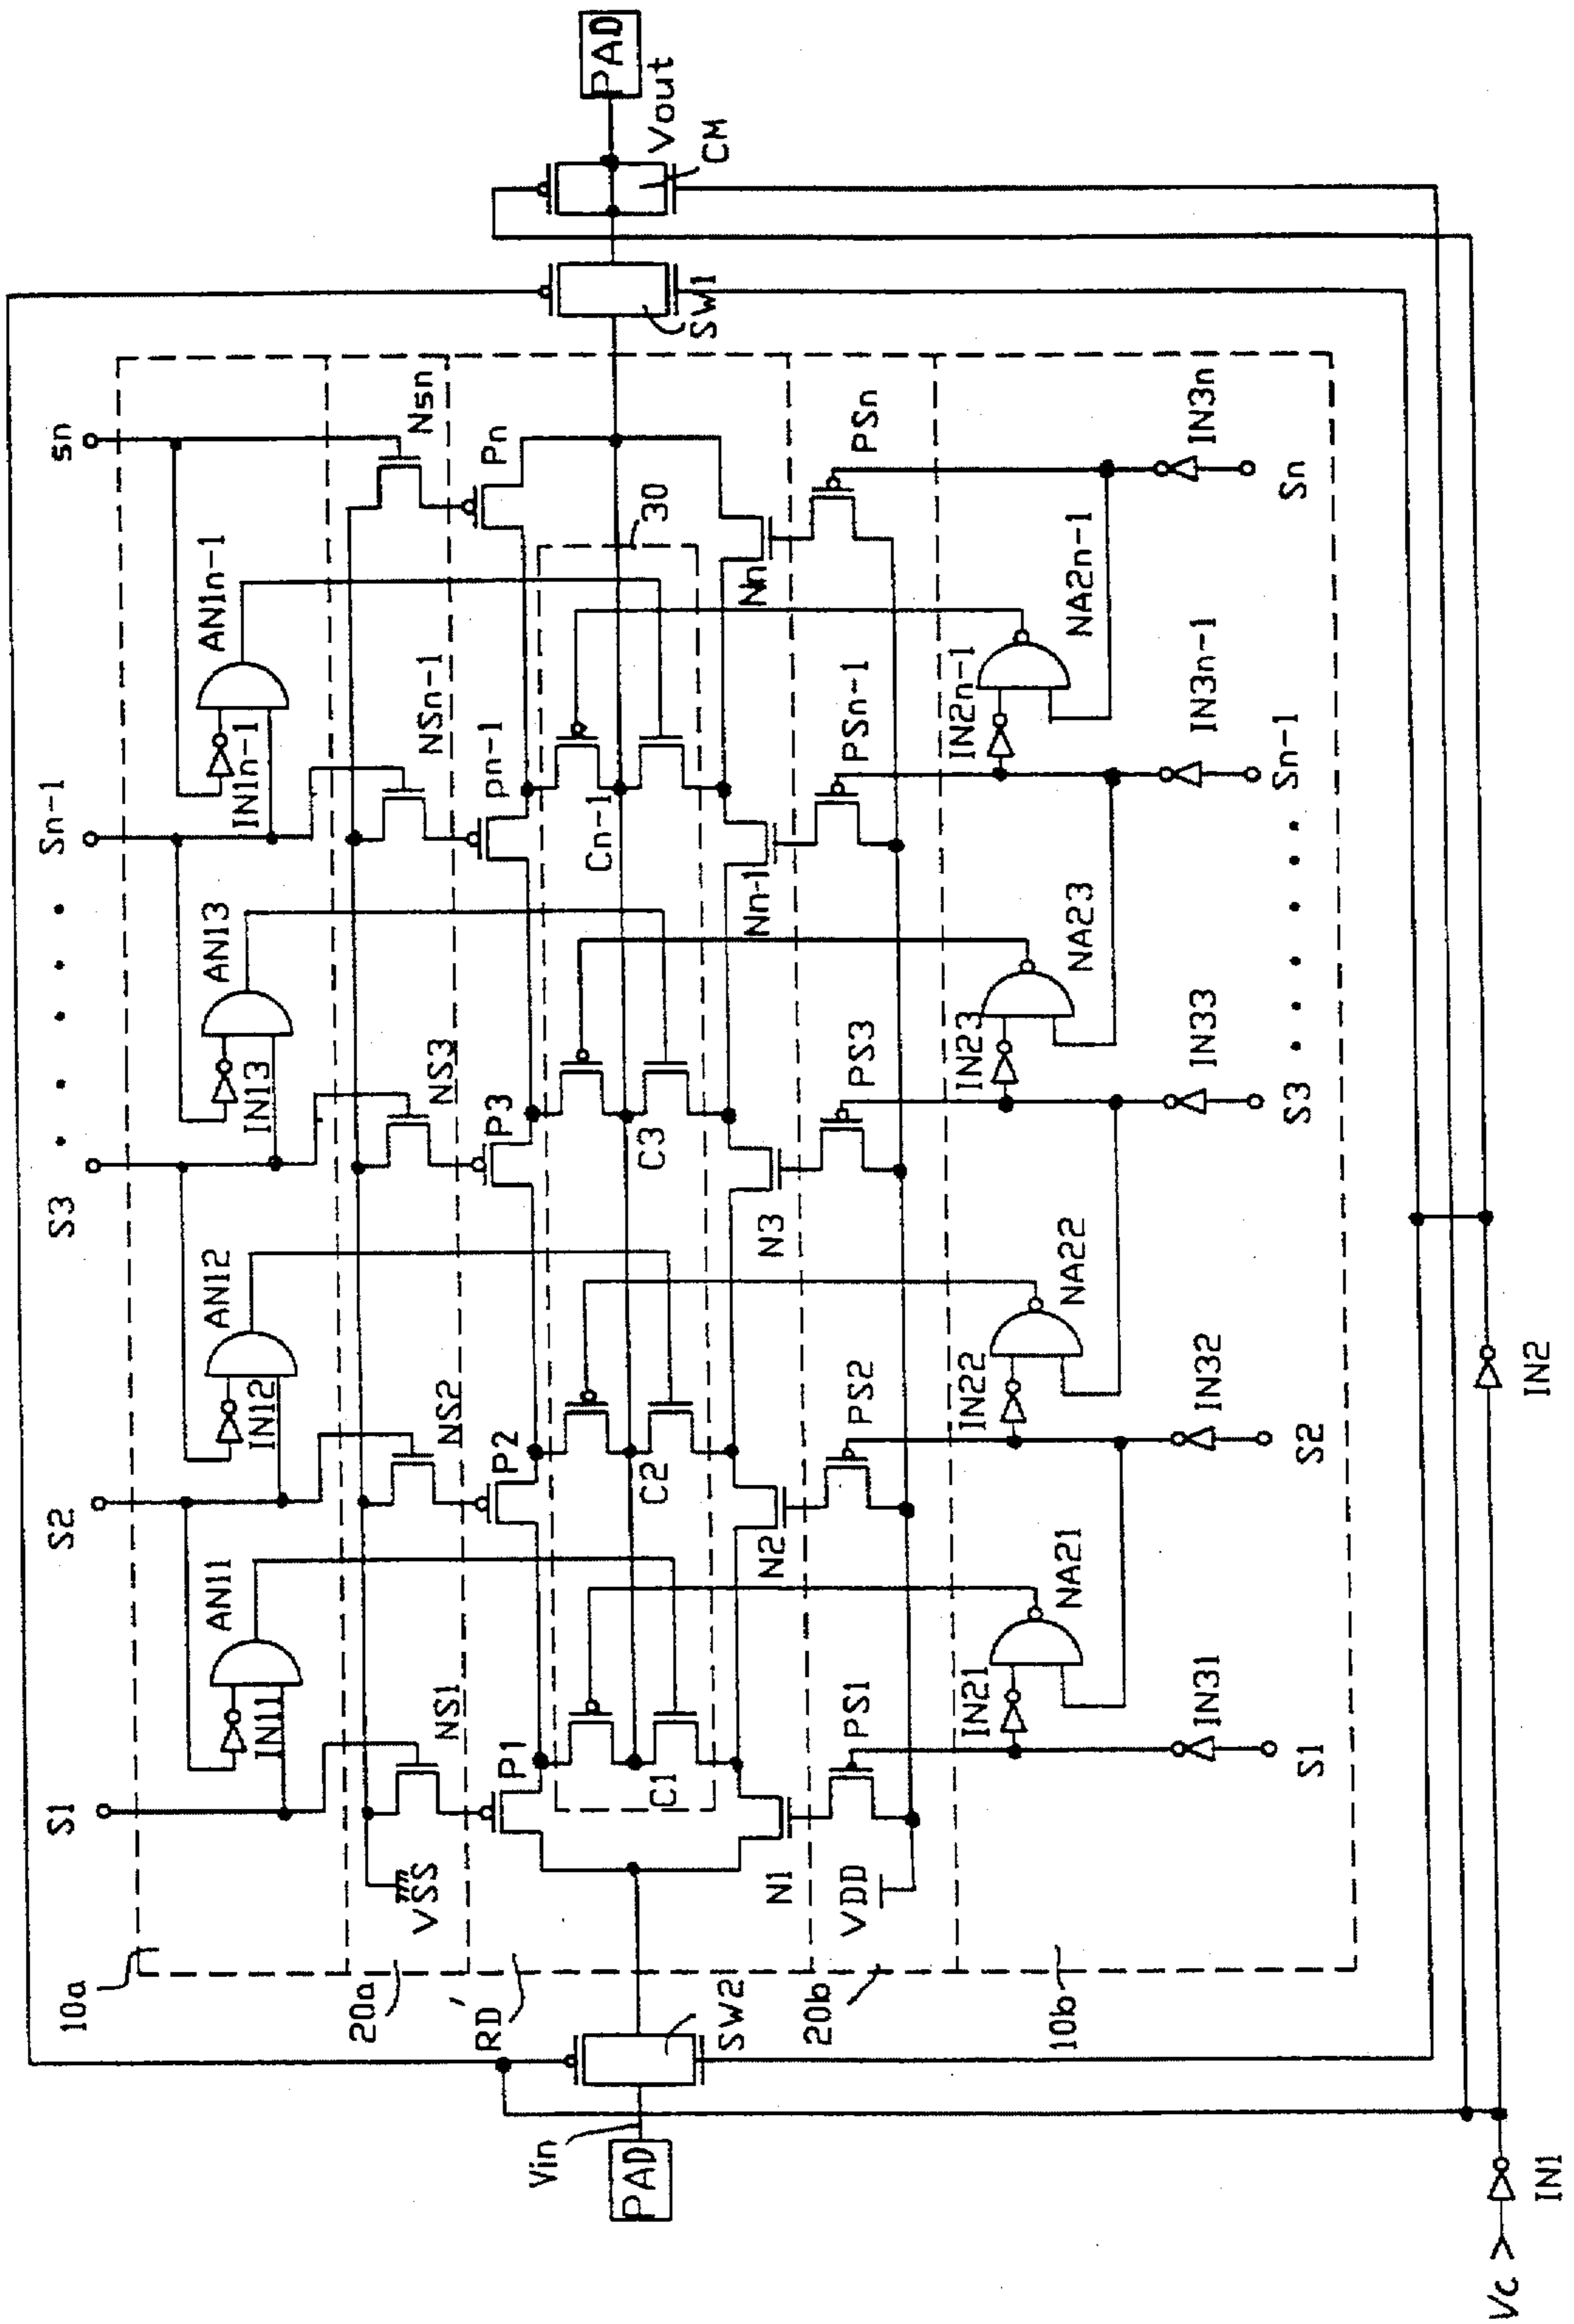 S1
S2
S3
• • • • •
Sn-1
sn
10a
AN11
AN12
AN13
AN1n-1
IN11
IN12
IN13
IN1n-1
20a
VSS
NS1
NS2
NS3
NSn-1
Nsn
RD'
P1
P2
P3
pn-1
Pn
30
Vin
PAD
SW2
C1
C2
C3
Cn-1
SW1
CM
Vout
PAD
N1
N2
N3
Nn-1
Nn
20b
VDD
PS1
PS2
PS3
PSn-1
PSn
10b
IN21
IN22
IN23
IN2n-1
NA21
NA22
NA23
NA2n-1
IN31
IN32
IN33
IN3n-1
IN3n
S1
S2
S3
• • • • • •
Sn-1
Sn
Vc
IN1
IN2